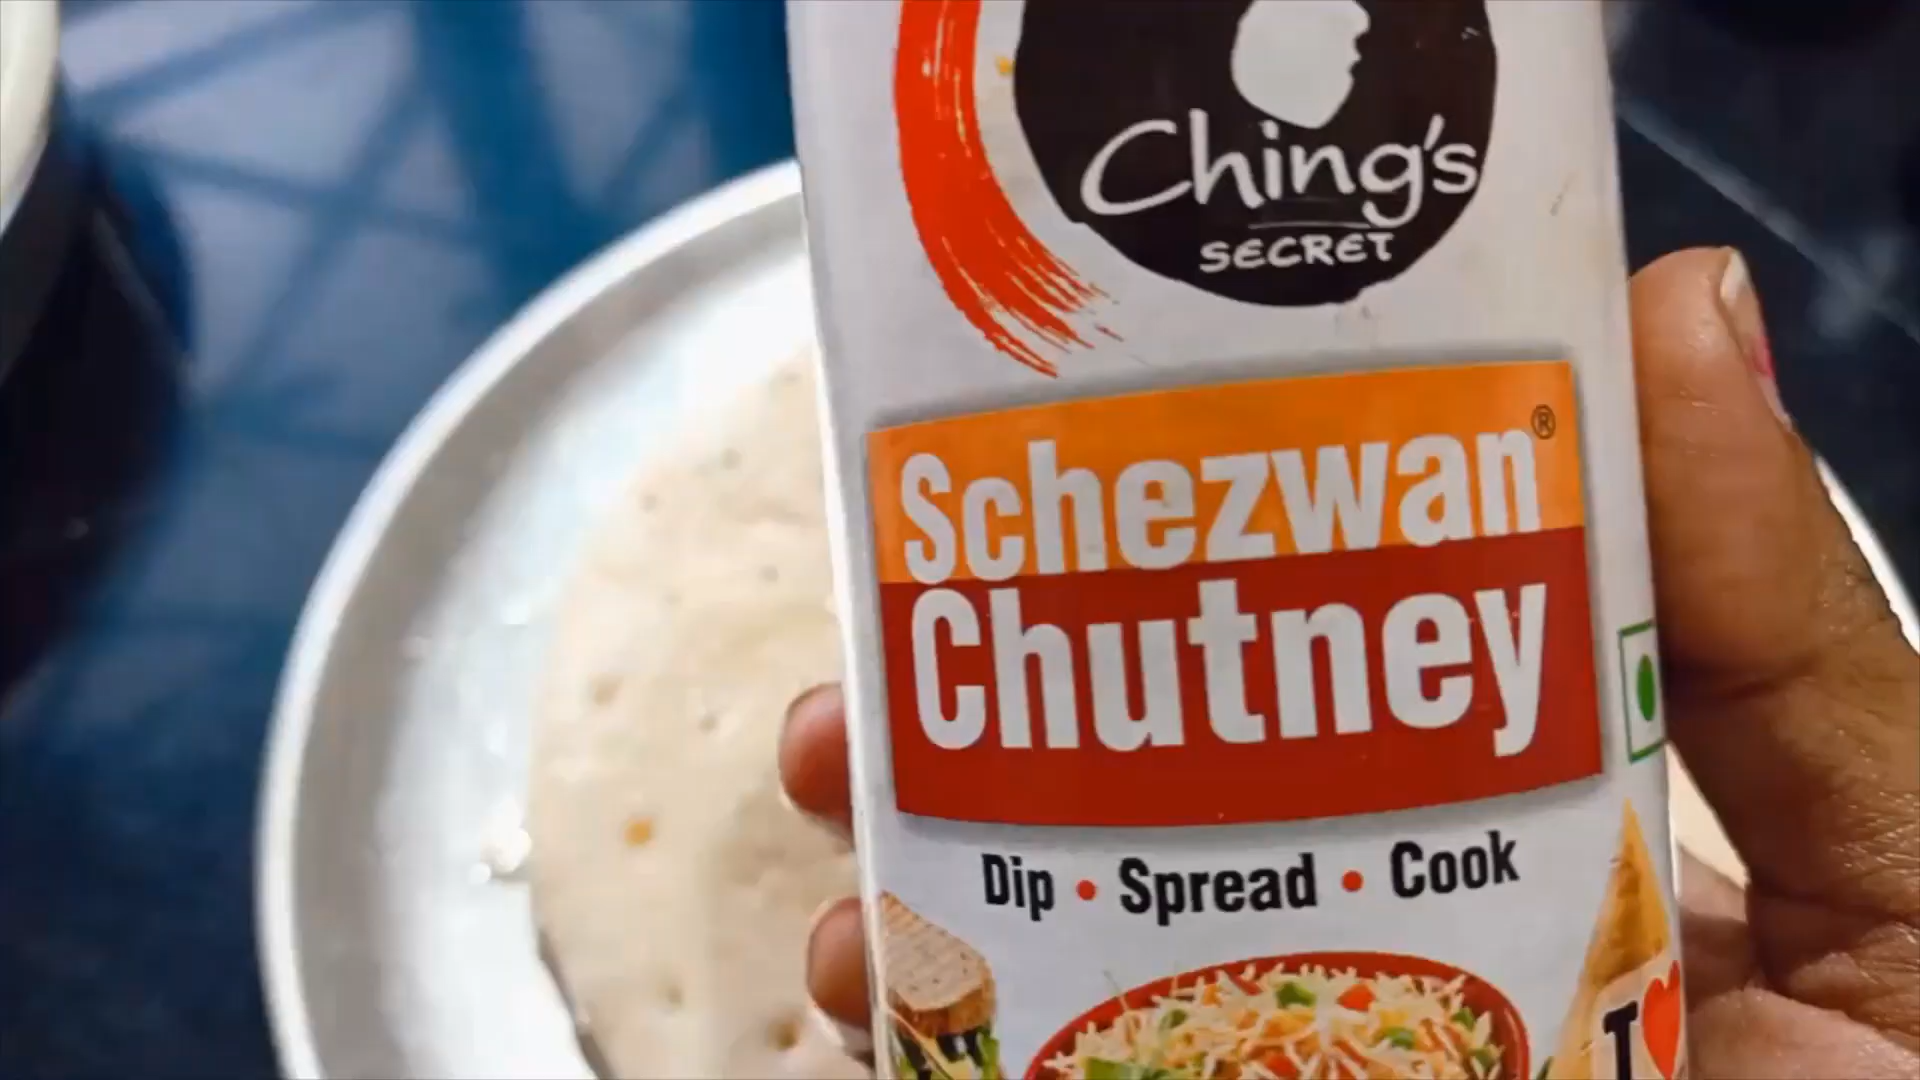 Ching's
SECRET
Schezwan®
Chutney
Dip • Spread • Cook
I